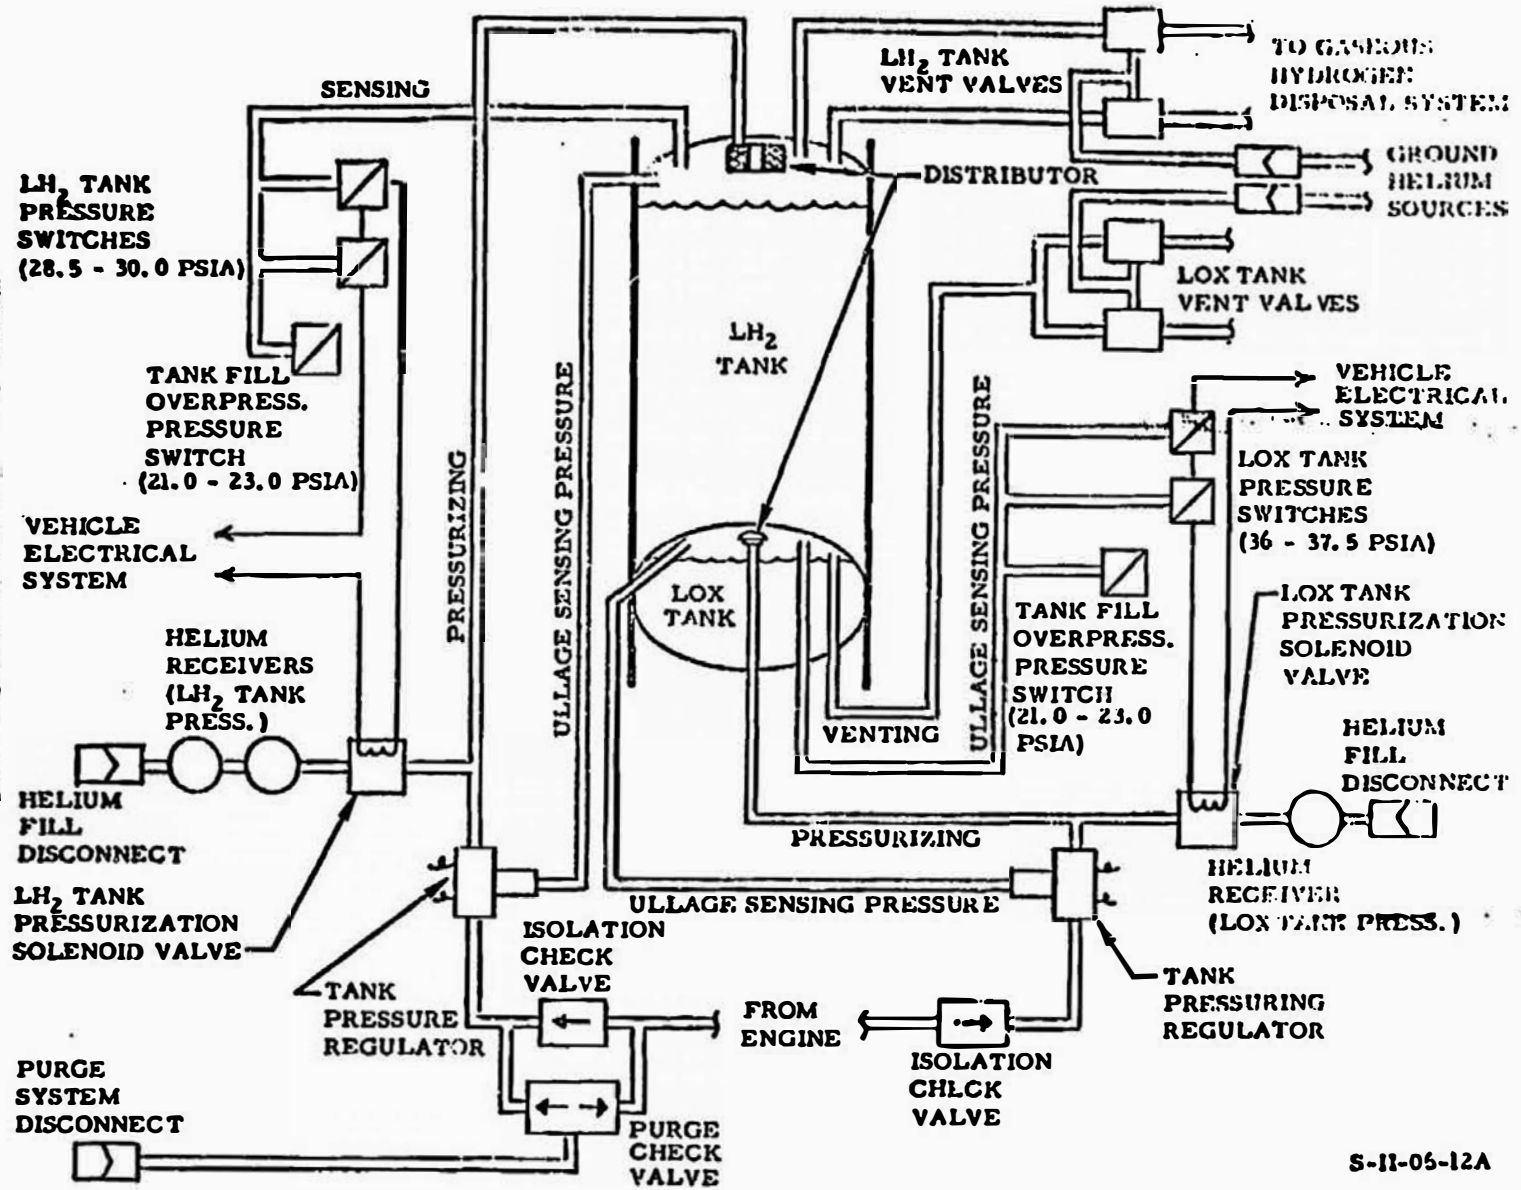 LH2 TANK
VENT VALVES
TO GASEOUS
HYDROGEN
DISPOSAL SYSTEM
SENSING
GROUND
HELIUM
SOURCES
DISTRIBUTOR
LH2 TANK
PRESSURE
SWITCHES
(28.5 - 30.0 PSIA)
LOX TANK
VENT VALVES
LH2
TANK
TANK FILL
OVERPRESS.
PRESSURE
SWITCH
(21.0 - 23.0 PSIA)
VEHICLE
ELECTRICAL
SYSTEM
PRESSURIZING
ULLAGE SENSING PRESSURE
ULLAGE SENSING PRESSURE
LOX TANK
PRESSURE
SWITCHES
(36 - 37.5 PSIA)
VEHICLE
ELECTRICAL
SYSTEM
LOX
TANK
TANK FILL
OVERPRESS.
PRESSURE
SWITCH
(21.0 - 23.0
PSIA)
LOX TANK
PRESSURIZATION
SOLENOID
VALVE
HELIUM
RECEIVERS
(LH2 TANK
PRESS.)
VENTING
HELIUM
FILL
DISCONNECT
HELIUM
FILL
DISCONNECT
PRESSURIZING
HELIUM
RECEIVER
(LOX TANK PRESS.)
LH2 TANK
PRESSURIZATION
SOLENOID VALVE
ULLAGE SENSING PRESSURE
ISOLATION
CHECK
VALVE
TANK
PRESSURE
REGULATOR
FROM
ENGINE
TANK
PRESSURING
REGULATOR
ISOLATION
CHECK
VALVE
PURGE
SYSTEM
DISCONNECT
PURGE
CHECK
VALVE
S-II-05-12A